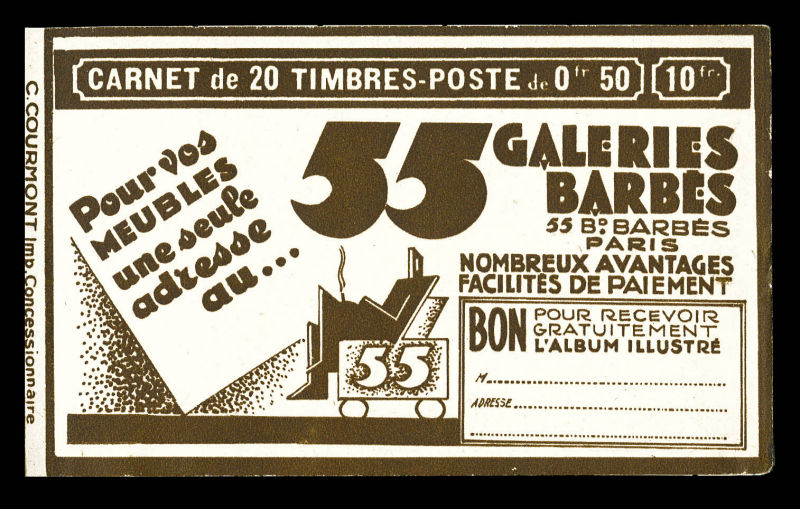 CARNET de 20 TIMBRES-POSTE de 0fr 50 10fr.
C. COURMONT Imp. Concessionnaire
Pour vos
MEUBLES
une seule
adresse
au...
55
GALERIES
BARBÈS
55 BD. BARBÈS
PARIS
NOMBREUX AVANTAGES
FACILITÉS DE PAIEMENT
55
BON POUR RECEVOIR
GRATUITEMENT
L'ALBUM ILLUSTRÉ
M
ADRESSE